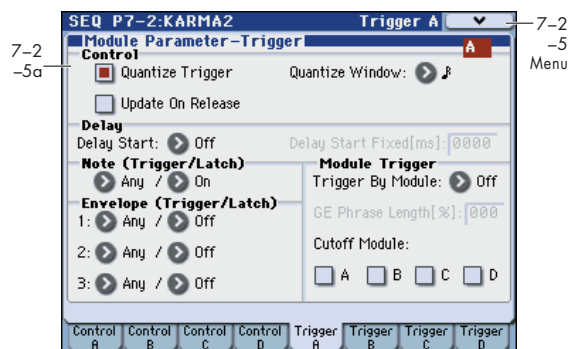 SEQ P7-2:KARMA2 Trigger A
7–2
–5
Menu
Module Parameter-Trigger A
7–2
–5a
Control
Quantize Trigger Quantize Window: ♪
Update On Release
Delay
Delay Start: Off Delay Start Fixed[ms]: 0000
Note (Trigger/Latch) Module Trigger
Any / On Trigger By Module: Off
Envelope (Trigger/Latch) GE Phrase Length[%]: 000
1: Any / Off
Cutoff Module:
2: Any / Off
A B C D
3: Any / Off
Control A Control B Control C Control D Trigger A Trigger B Trigger C Trigger D